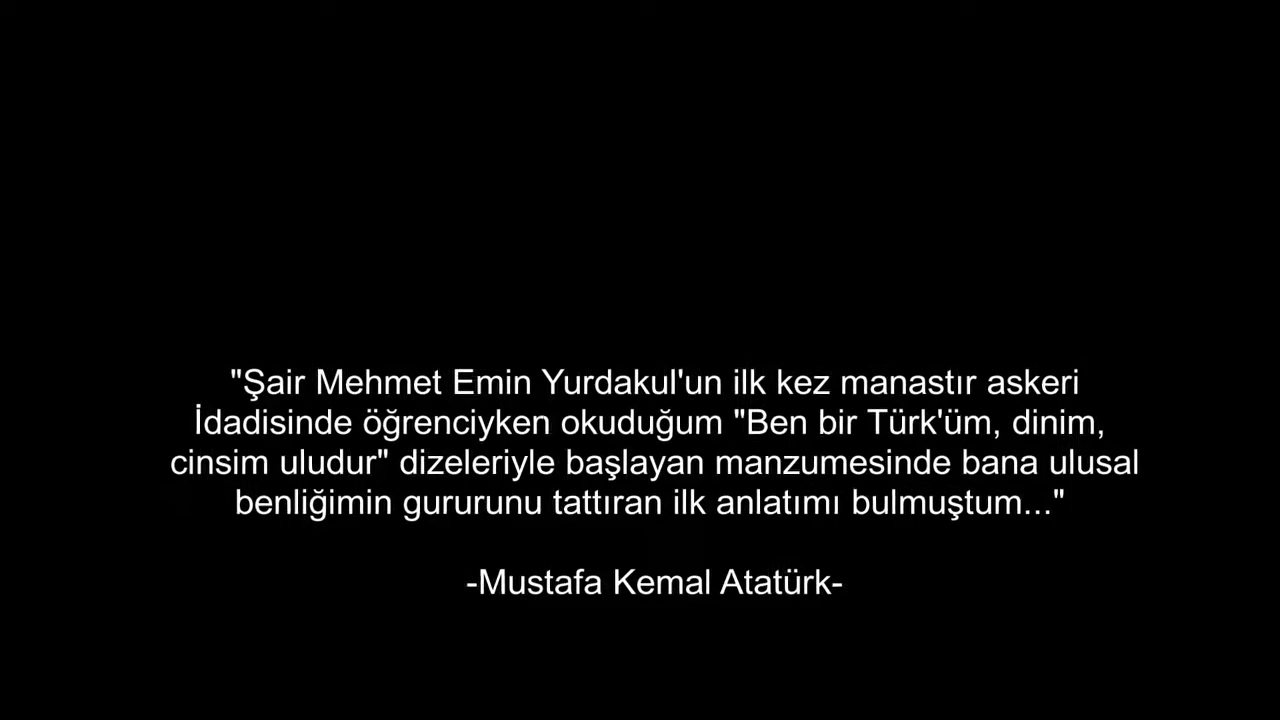 "Şair Mehmet Emin Yurdakul'un ilk kez manastır askeri
İdadisinde öğrenciyken okuduğum "Ben bir Türk'üm, dinim,
cinsim uludur" dizeleriyle başlayan manzumesinde bana ulusal
benliğimin gururunu tattıran ilk anlatımı bulmuştum..."
-Mustafa Kemal Atatürk-